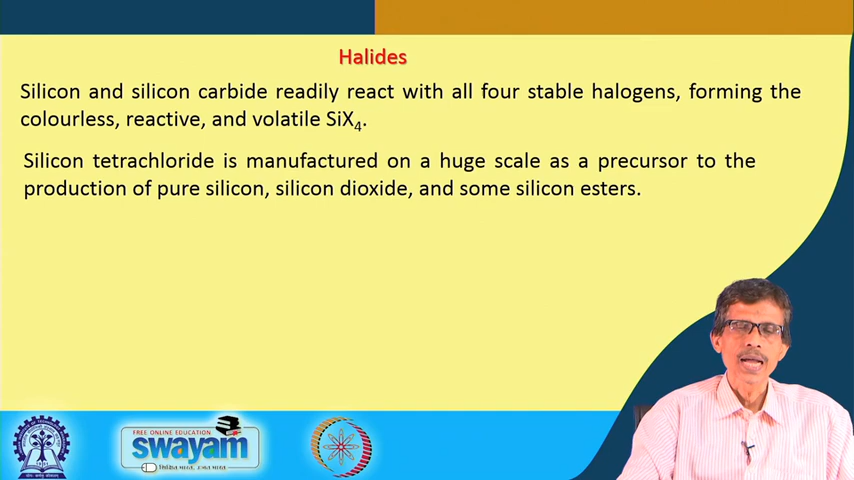 Halides
Silicon and silicon carbide readily react with all four stable halogens, forming the
colourless, reactive, and volatile SiX₄.
Silicon tetrachloride is manufactured on a huge scale as a precursor to the
production of pure silicon, silicon dioxide, and some silicon esters.
FREE ONLINE EDUCATION
swayam